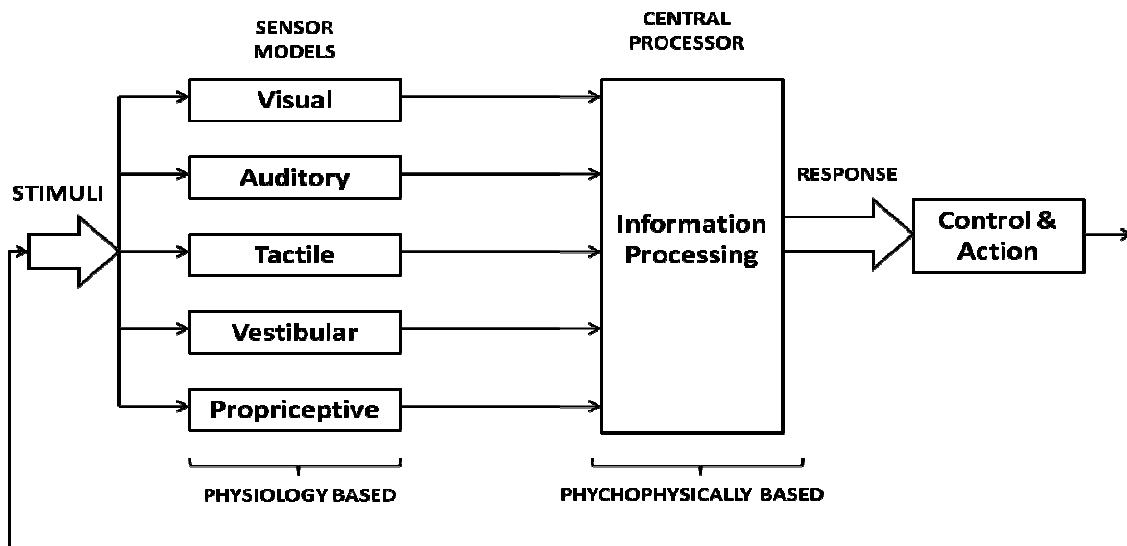 SENSOR
MODELS
CENTRAL
PROCESSOR
STIMULI
Visual
Auditory
Tactile
Vestibular
Propriceptive
Information
Processing
RESPONSE
Control &
Action
PHYSIOLOGY BASED
PHYCHOPHYSICALLY BASED